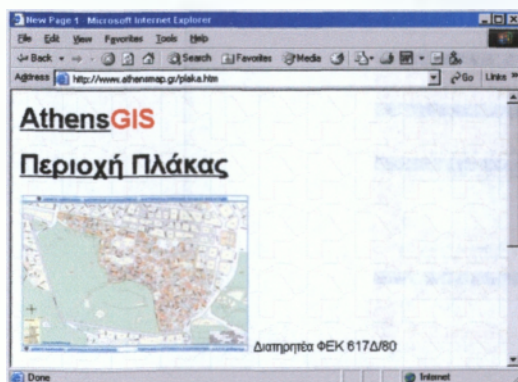 New Page 1 Microsoft Internet Explorer
File Edit View Favorites Tools Help
Back Search Favorites Media
Address http://www.athensmap.gr/plaka.htm Go Links »
AthensGIS
Περιοχή Πλάκας
Διατηρητέα ΦΕΚ 617Δ/80
Done Internet